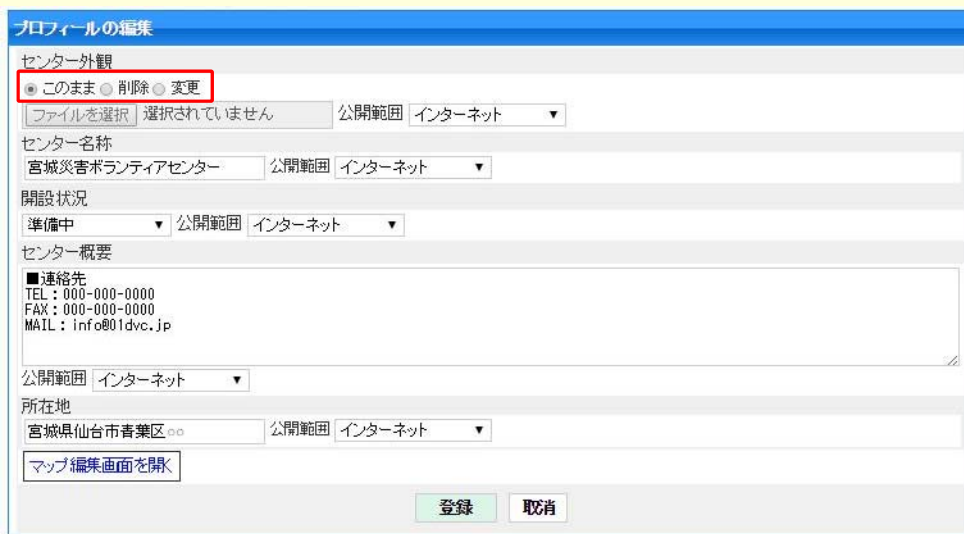 プロフィールの編集
センター外観
このまま 削除 変更
ファイルを選択 選択されていません 公開範囲 インターネット ▼
センター名称
宮城災害ボランティアセンター 公開範囲 インターネット ▼
開設状況
準備中 ▼ 公開範囲 インターネット ▼
センター概要
■連絡先
TEL：000-000-0000
FAX：000-000-0000
MAIL：info@01dvc.jp
公開範囲 インターネット ▼
所在地
宮城県仙台市青葉区○○ 公開範囲 インターネット ▼
マップ編集画面を開く
登録 取消